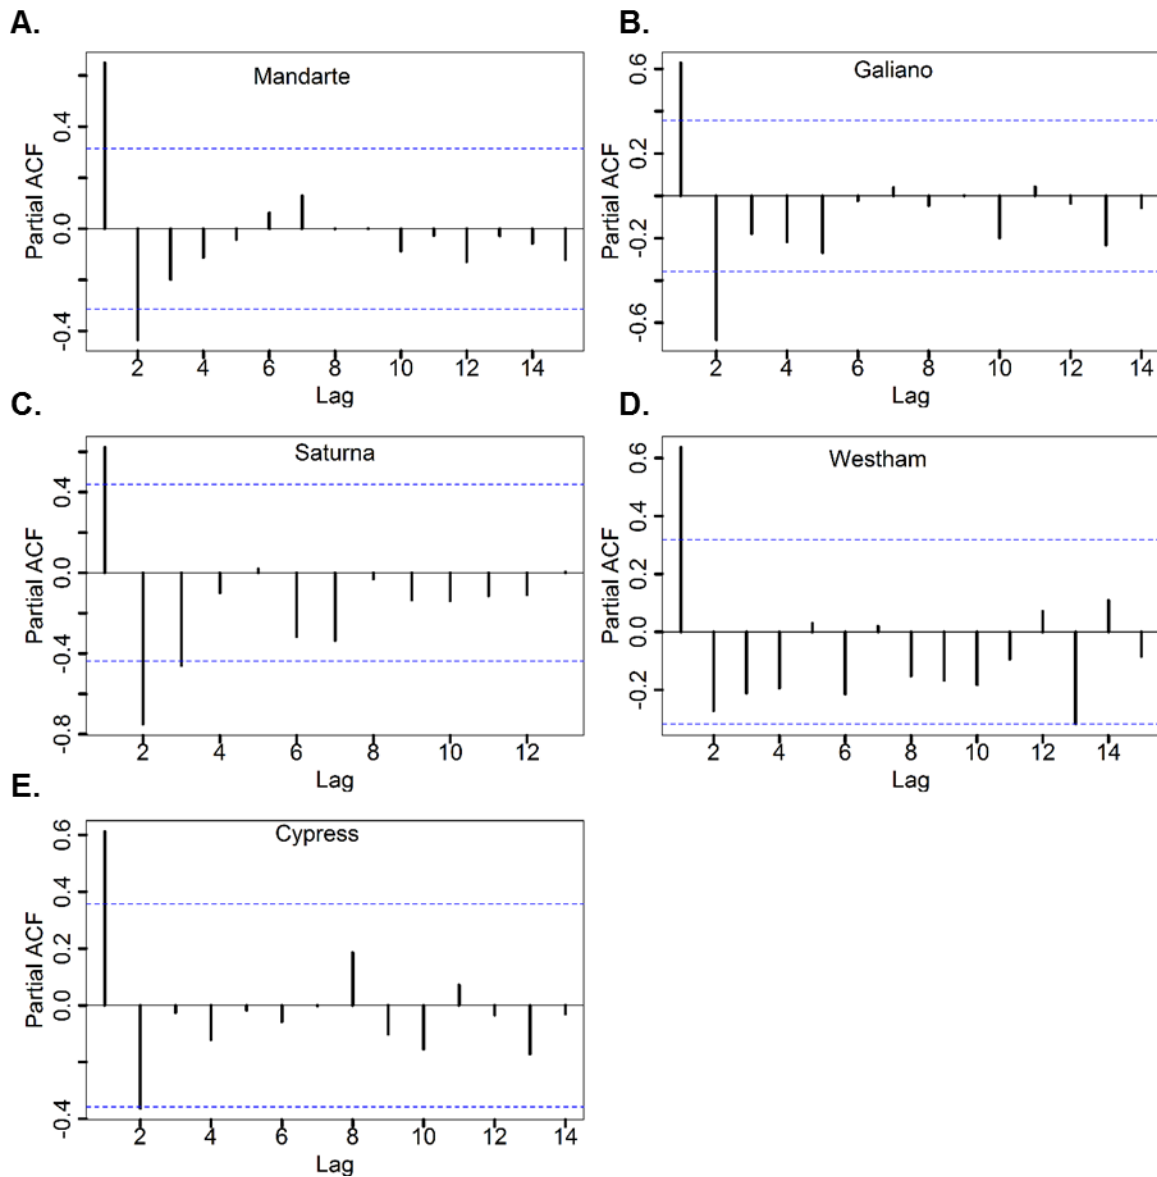 A.
Mandarte
Partial ACF
0.4
0.0
-0.4
2 4 6 8 10 12 14
Lag
B.
Galiano
Partial ACF
0.6
0.2
-0.2
-0.6
2 4 6 8 10 12 14
Lag
C.
Saturna
Partial ACF
0.4
0.0
-0.4
-0.8
2 4 6 8 10 12
Lag
D.
Westham
Partial ACF
0.6
0.4
0.2
0.0
-0.2
2 4 6 8 10 12 14
Lag
E.
Cypress
Partial ACF
0.6
0.4
0.2
0.0
-0.4
2 4 6 8 10 12 14
Lag